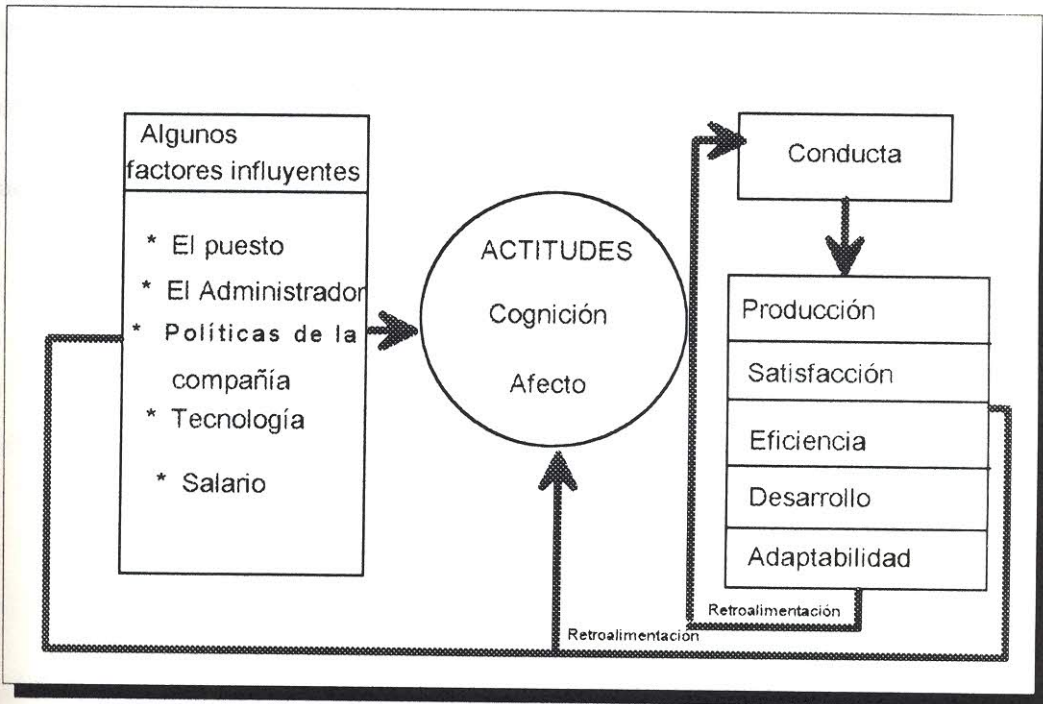 Algunos
factores influyentes
* El puesto
* El Administrador
* Políticas de la
compañía
* Tecnología
* Salario
ACTITUDES
Cognición
Afecto
Conducta
Producción
Satisfacción
Eficiencia
Desarrollo
Adaptabilidad
Retroalimentación
Retroalimentación